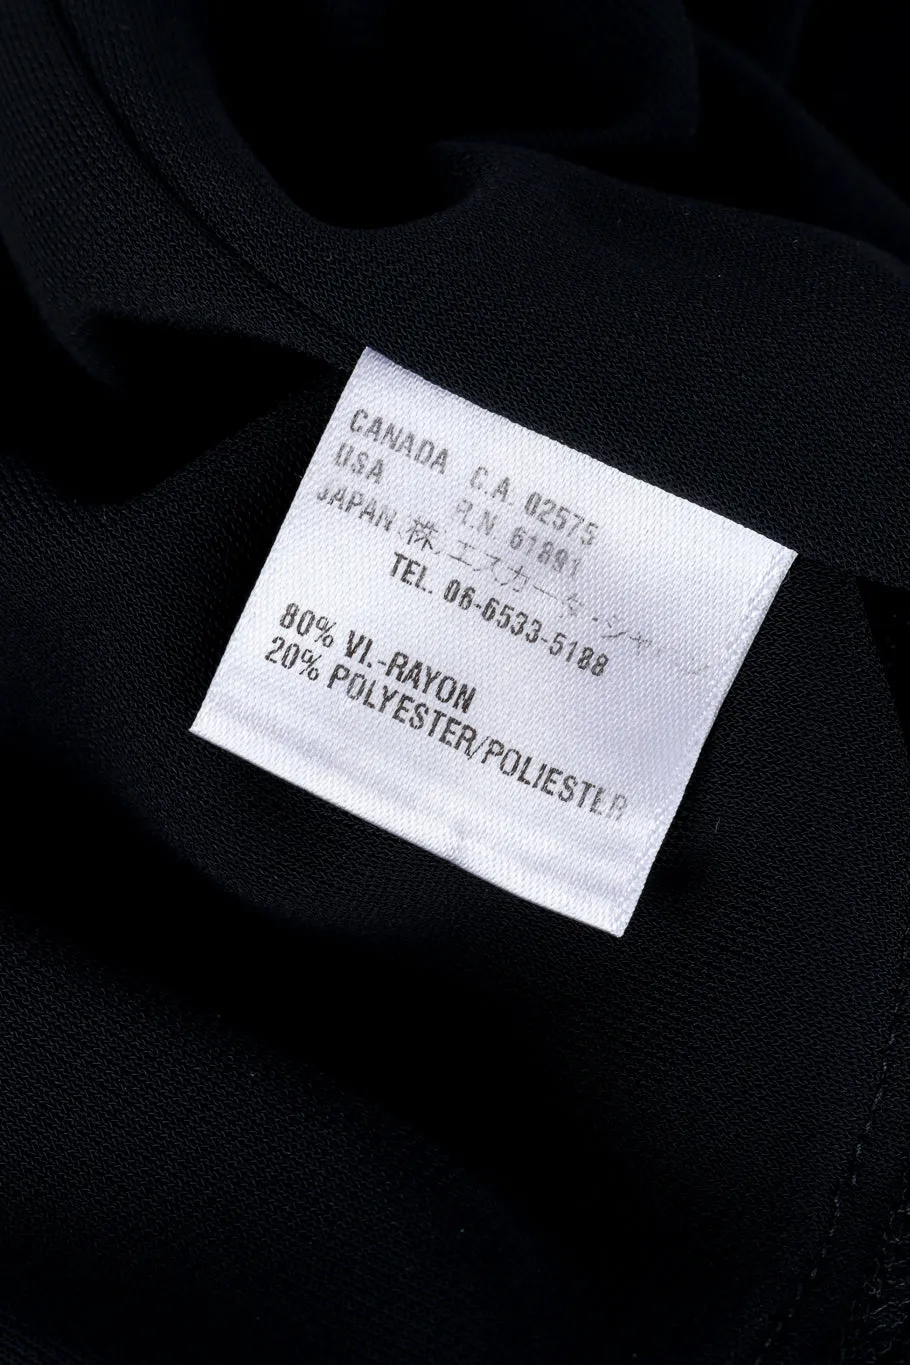 CANADA C.A. 02575
USA R.N. 61891
JAPAN (株)エスカーダ・ジャパン
TEL. 06-6533-5188
80% VI.-RAYON
20% POLYESTER/POLIESTER